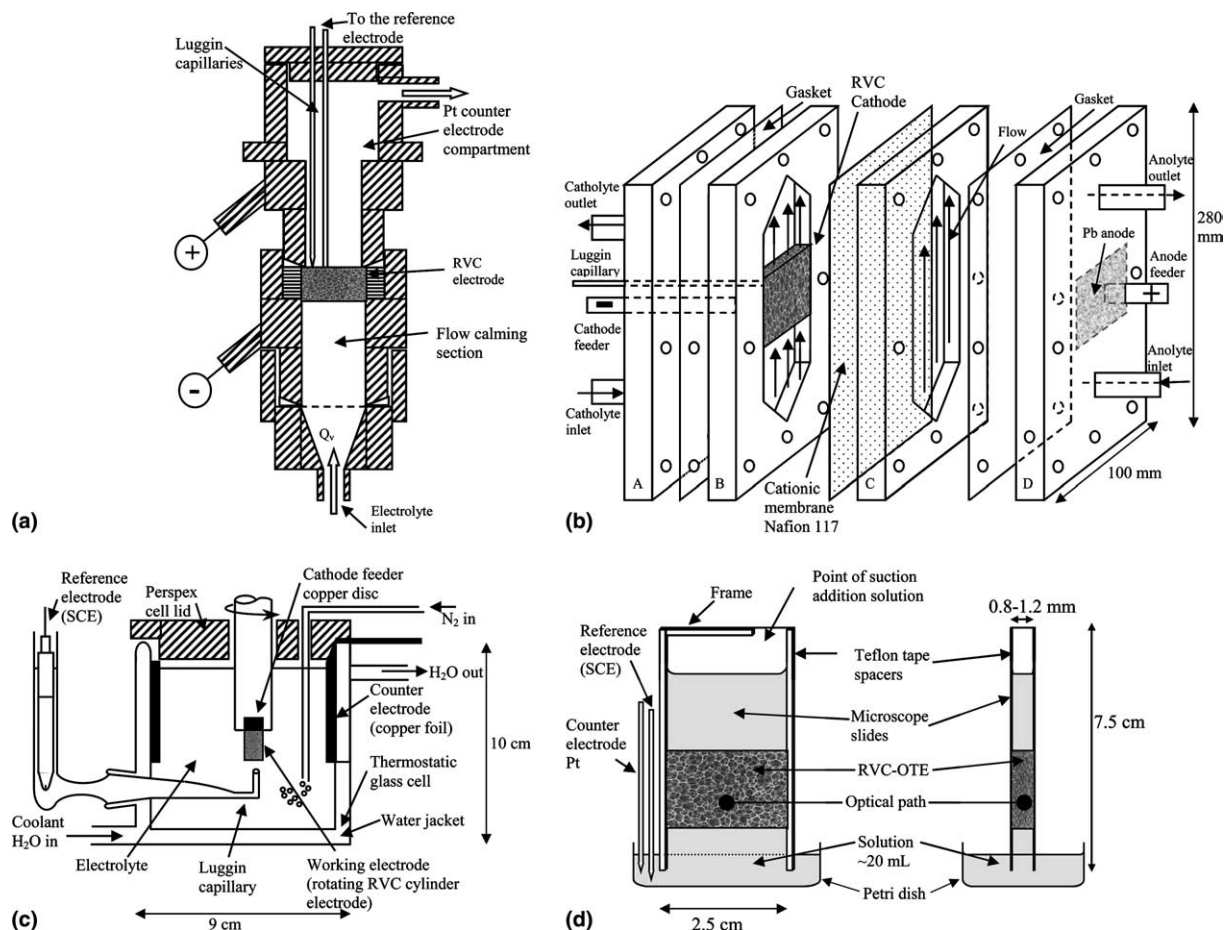 To the reference
electrode
Luggin
capillaries
Pt counter
electrode
compartment
+
RVC
electrode
Flow calming
section
-
Qv
Electrolyte
inlet
(a)
Gasket
RVC
Cathode
Gasket
Flow
Anolyte
outlet
Catholyte
outlet
2800
mm
Pb anode
Luggin
capillary
Anode
feeder
+
-
Cathode
feeder
Anolyte
inlet
Catholyte
inlet
A
B
C
D
100 mm
Cationic
membrane
Nafion 117
(b)
Reference
electrode
(SCE)
Perspex
cell lid
Cathode feeder
copper disc
N2 in
H2O out
Counter
electrode
(copper foil)
10 cm
Thermostatic
glass cell
Water jacket
Coolant
H2O in
Electrolyte
Luggin
capillary
Working electrode
(rotating RVC cylinder
electrode)
9 cm
(c)
Frame
Point of suction
addition solution
0.8-1.2 mm
Reference
electrode
(SCE)
Teflon tape
spacers
Counter
electrode
Pt
Microscope
slides
7.5 cm
RVC-OTE
Optical path
Solution
~20 mL
Petri dish
2.5 cm
(d)